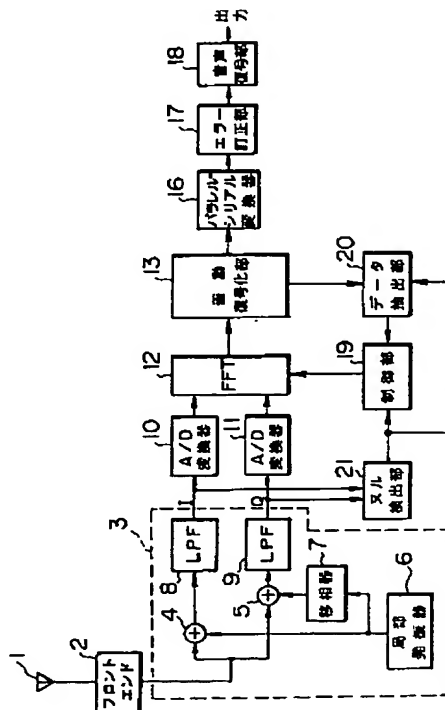 1
2
フロント
エンド
3
4
5
6
局部
発振器
7
移相器
8
LPF
9
LPF
I
Q
10
A/D
変換器
11
A/D
変換器
12
FFT
13
差動
復号化部
16
パラレル-
シリアル
変換器
17
エラー
訂正部
18
音声
復号部
出力
19
制御部
20
データ
抽出部
21
ヌル
検出部